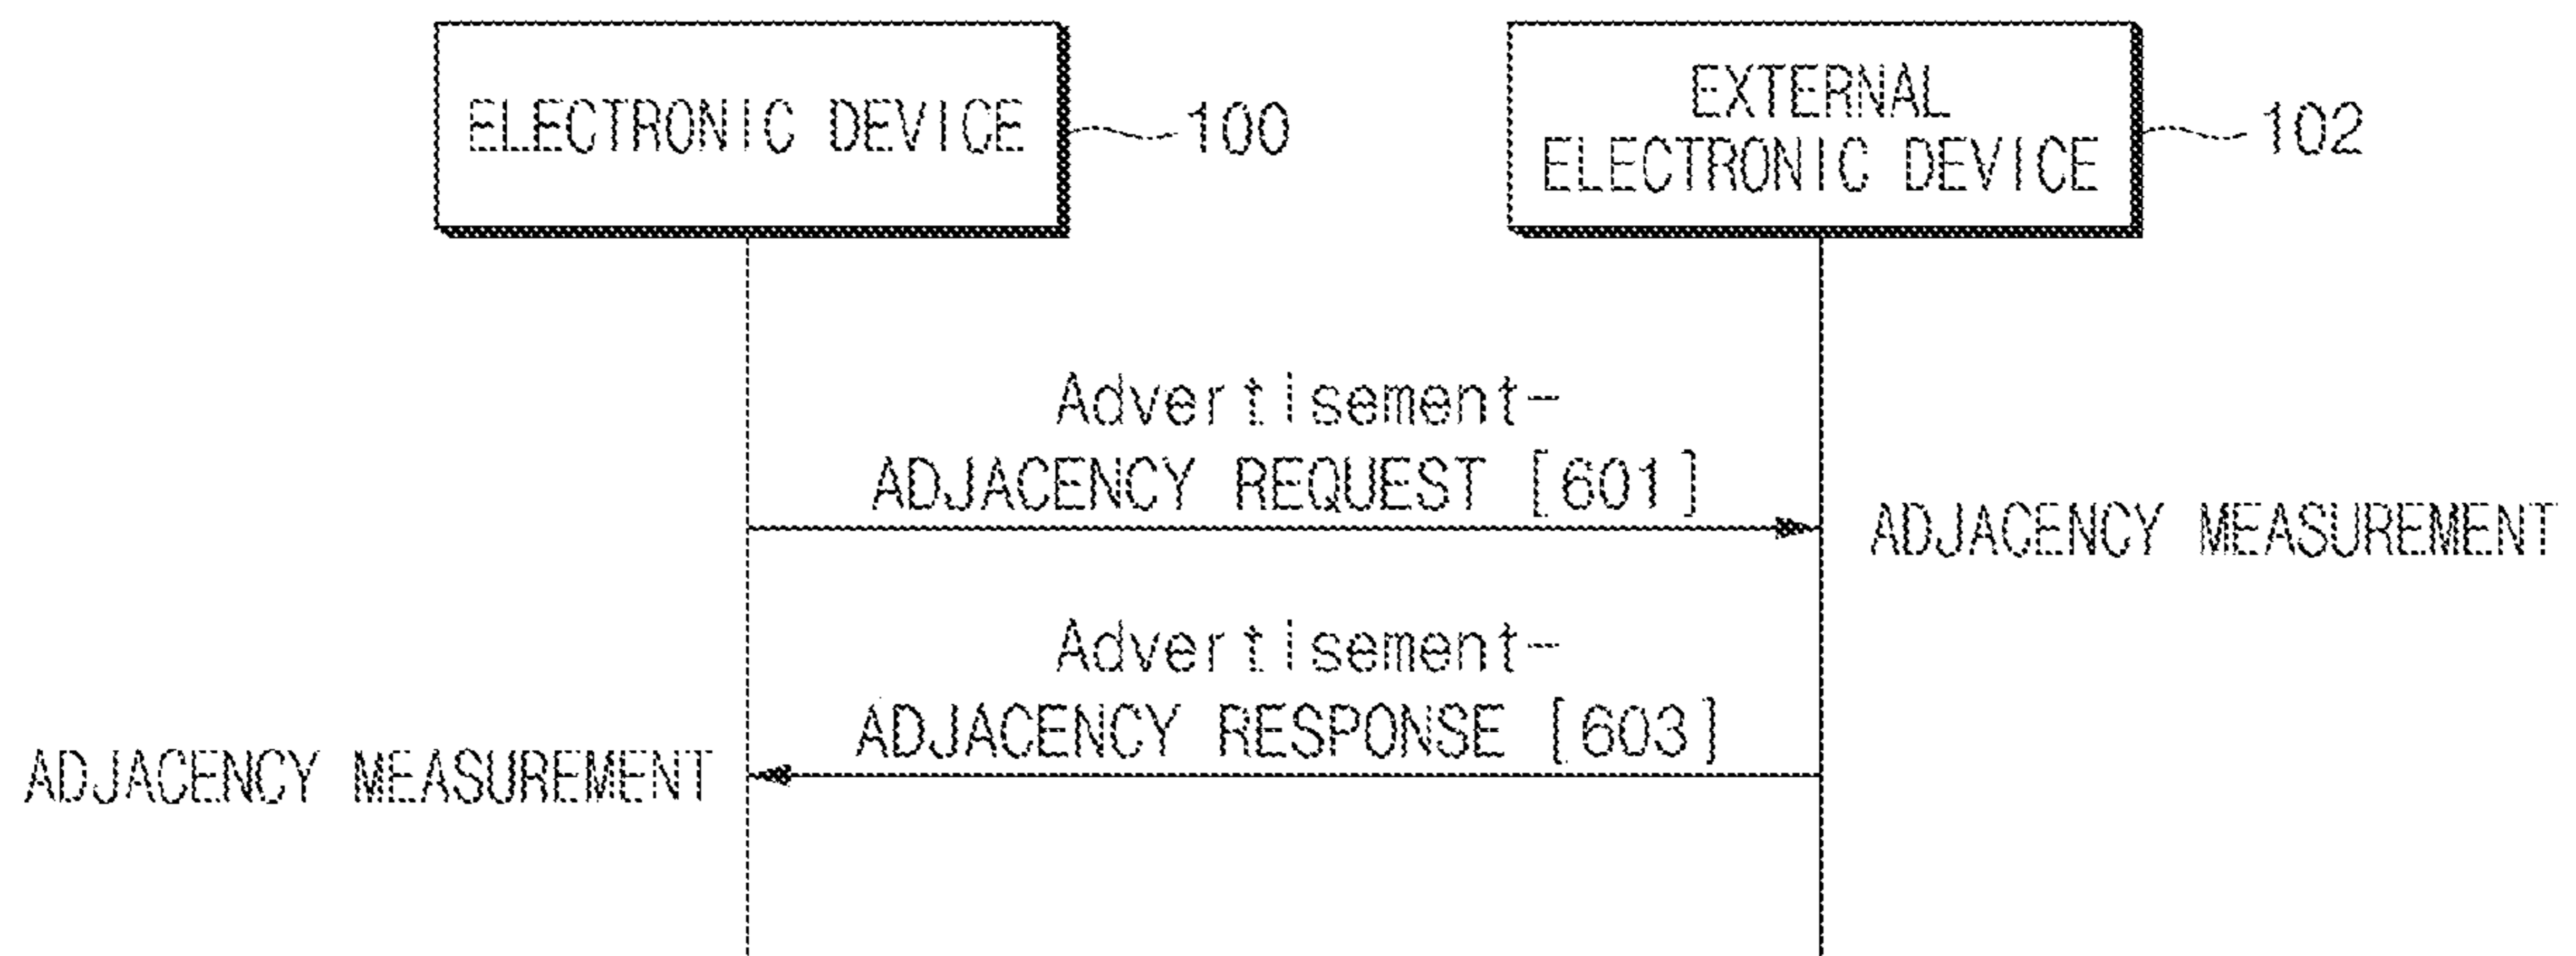 ELECTRONIC DEVICE
100
EXTERNAL
ELECTRONIC DEVICE
102
Advertisement-
ADJACENCY REQUEST [601]
ADJACENCY MEASUREMENT
Advertisement-
ADJACENCY RESPONSE [603]
ADJACENCY MEASUREMENT